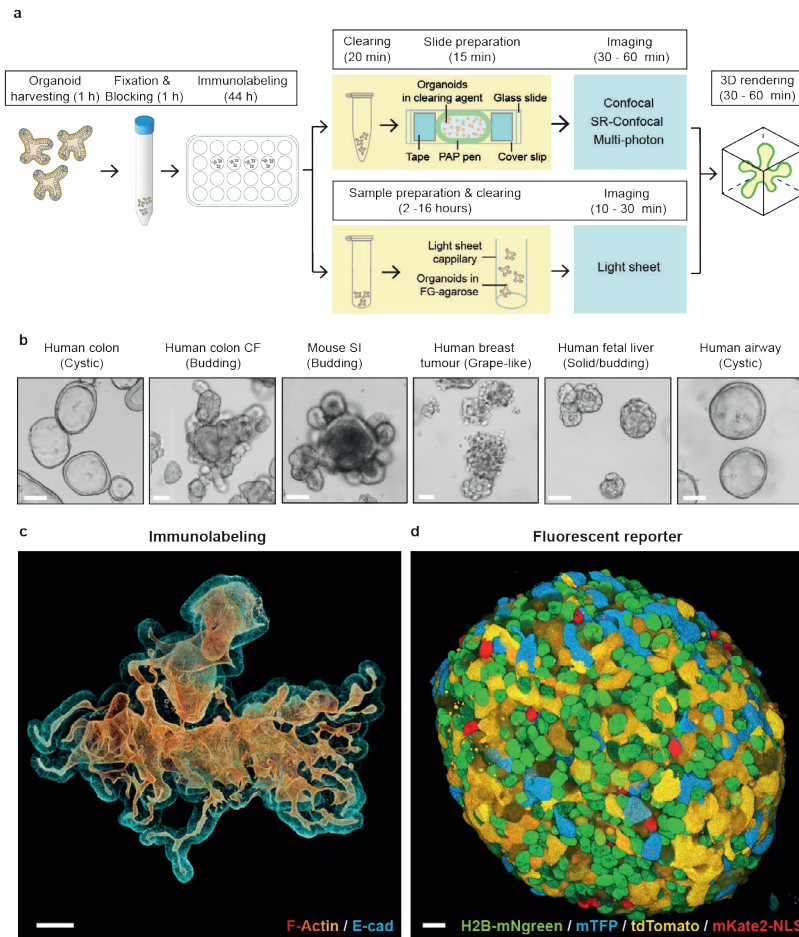 a
Organoid
harvesting (1 h)
Fixation &
Blocking (1 h)
Immunolabeling
(44 h)
Clearing
(20 min)
Slide preparation
(15 min)
Imaging
(30 - 60 min)
Organoids
in clearing agent
Glass slide
Tape
PAP pen
Cover slip
Confocal
SR-Confocal
Multi-photon
Sample preparation & clearing
(2 -16 hours)
Imaging
(10 - 30 min)
Light sheet
cappilary
Organoids in
FG-agarose
Light sheet
3D rendering
(30 - 60 min)
b
Human colon
(Cystic)
Human colon CF
(Budding)
Mouse SI
(Budding)
Human breast
tumour (Grape-like)
Human fetal liver
(Solid/budding)
Human airway
(Cystic)
c
Immunolabeling
F-Actin / E-cad
d
Fluorescent reporter
H2B-mNgreen / mTFP / tdTomato / mKate2-NLS